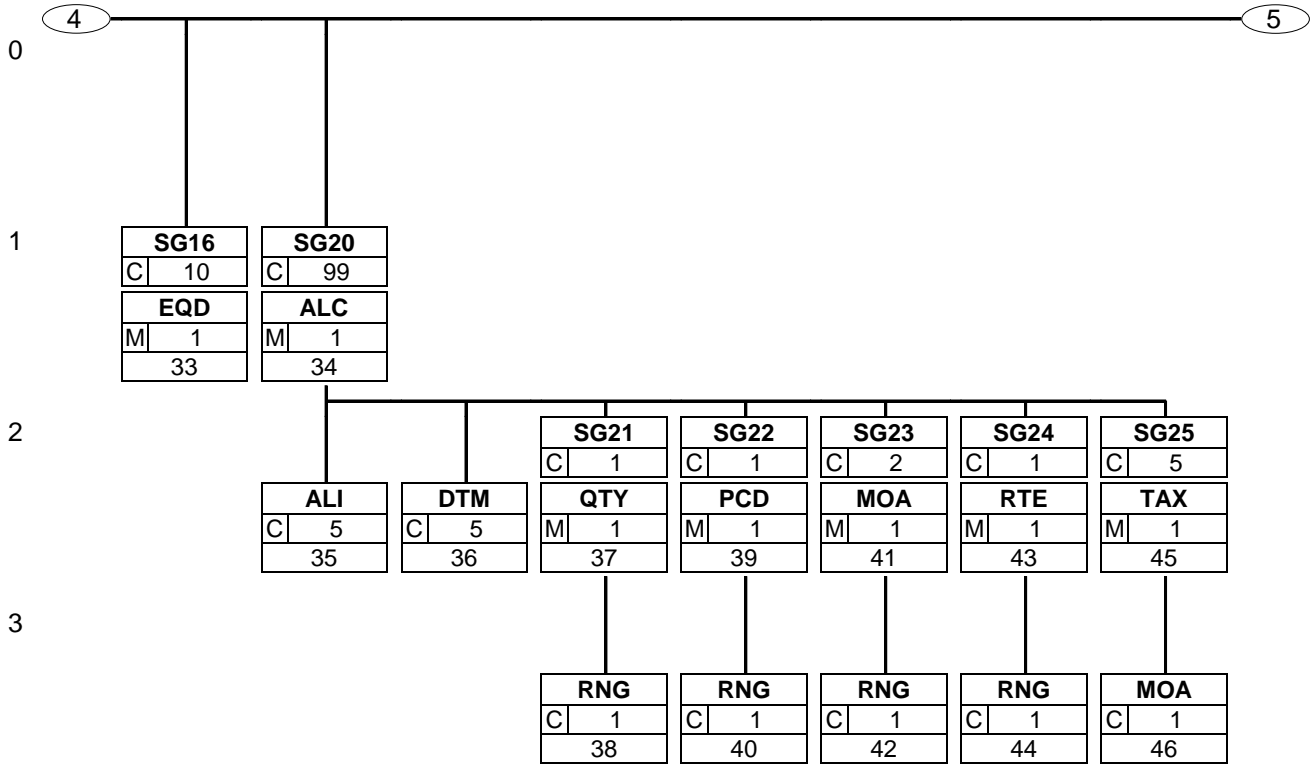 4 5
0
1
SG16 SG20
C 10 C 99
EQD ALC
M 1 M 1
33 34
2
SG21 SG22 SG23 SG24 SG25
C 1 C 1 C 2 C 1 C 5
ALI DTM QTY PCD MOA RTE TAX
C 5 C 5 M 1 M 1 M 1 M 1 M 1
35 36 37 39 41 43 45
3
RNG RNG RNG RNG MOA
C 1 C 1 C 1 C 1 C 1
38 40 42 44 46